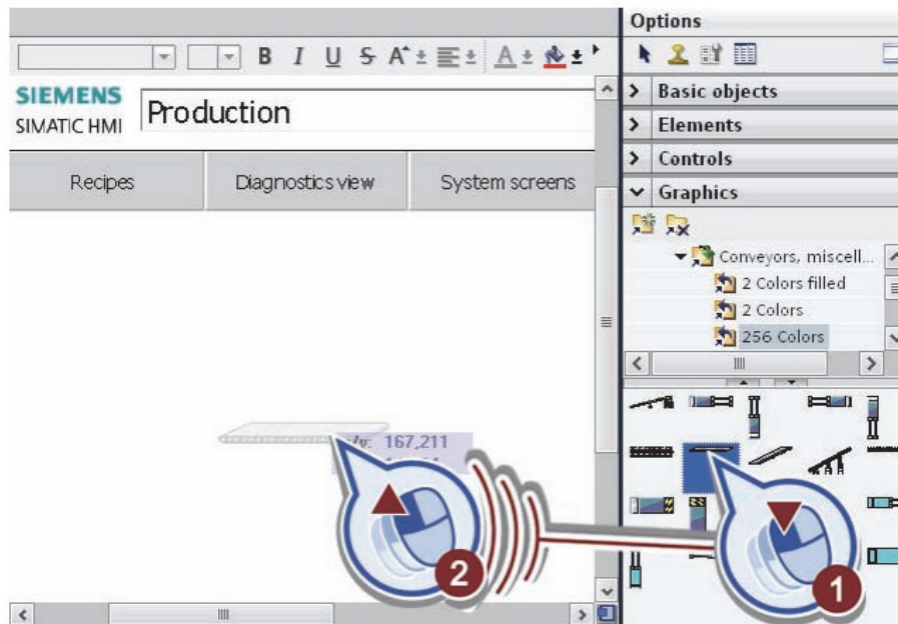 Options
B I U S A A
SIEMENS
SIMATIC HMI
Production
Basic objects
Elements
Controls
Graphics
Recipes
Diagnostics view
System screens
Conveyors, miscell...
2 Colors filled
2 Colors
256 Colors
167,211
2
1